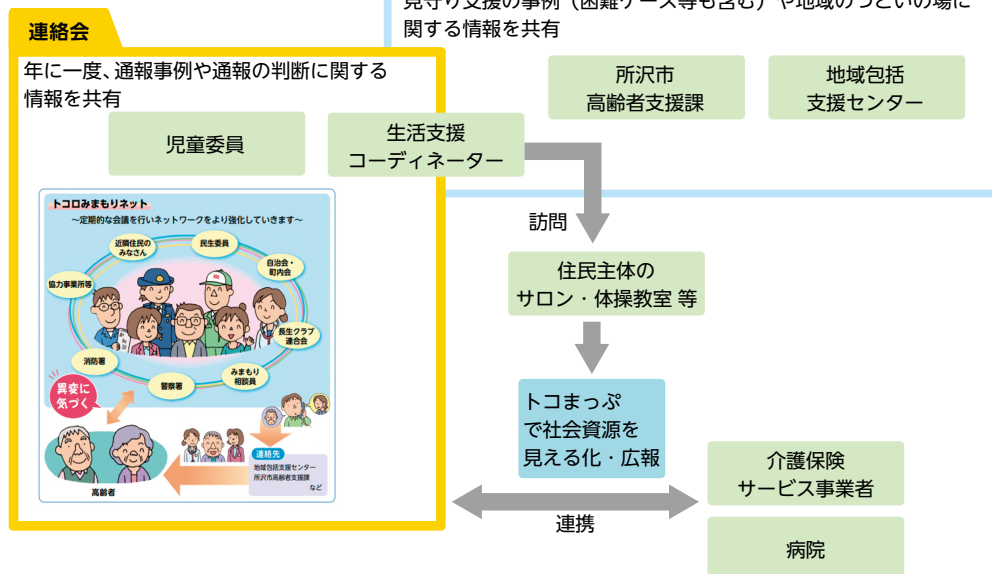 見守り支援の事例（困難ケース等も含む）や地域のつどいの場に
関する情報を共有
連絡会
年に一度、通報事例や通報の判断に関する
情報を共有
所沢市
高齢者支援課
地域包括
支援センター
児童委員
生活支援
コーディネーター
トコロみまもりネット
～定期的な会議を行いネットワークをより強化していきます～
近隣住民の
みなさん
民生委員
自治会・
町内会
協力事業所等
長生クラブ
連合会
消防署
警察署
みまもり
相談員
異変に
気づく
連絡先
地域包括支援センター
所沢市高齢者支援課
など
高齢者
訪問
住民主体の
サロン・体操教室 等
トコまっぷ
で社会資源を
見える化・広報
連携
介護保険
サービス事業者
病院